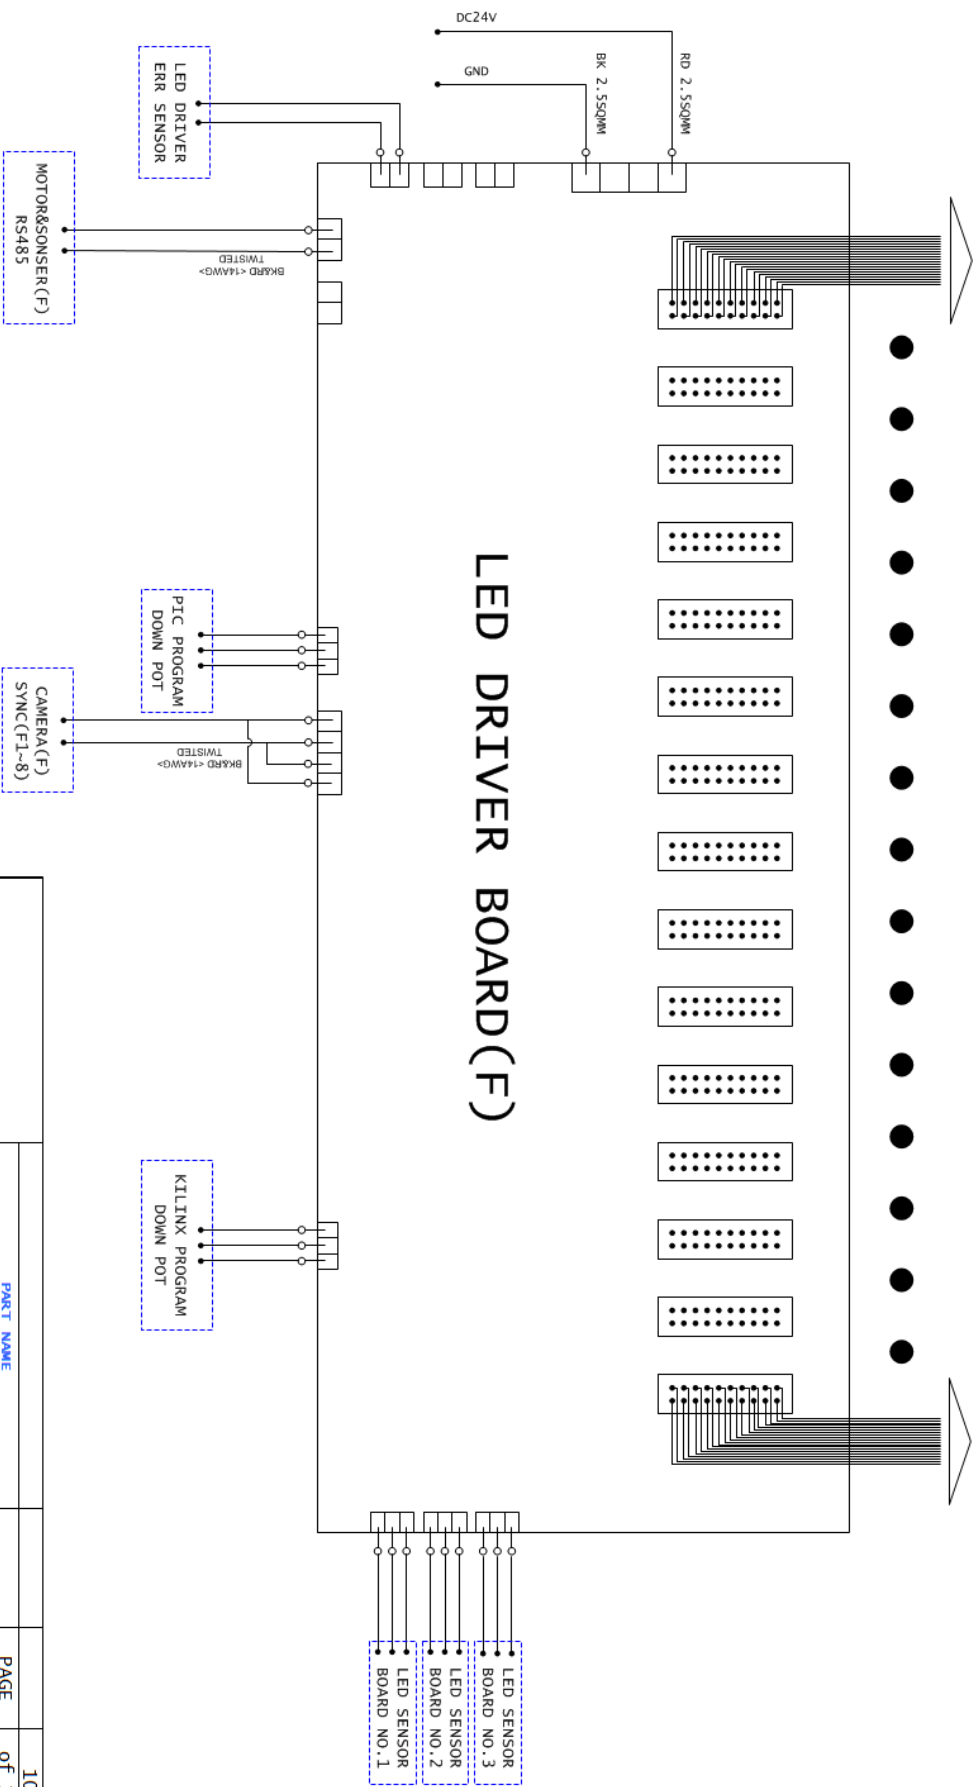 DC24V
GND
RD 2.5SQMM
BK 2.5SQMM
LED DRIVER
ERR SENSOR
MOTOR&SONSER(F)
RS485
TWISTED
BK&RD <14AWG>
LED DRIVER BOARD(F)
PIC PROGRAM
DOWN POT
CAMERA(F)
SYNC(F1~8)
TWISTED
BK&RD <14AWG>
KILINX PROGRAM
DOWN POT
LED SENSOR
BOARD NO.3
LED SENSOR
BOARD NO.2
LED SENSOR
BOARD NO.1
PART NAME
PAGE
10
of